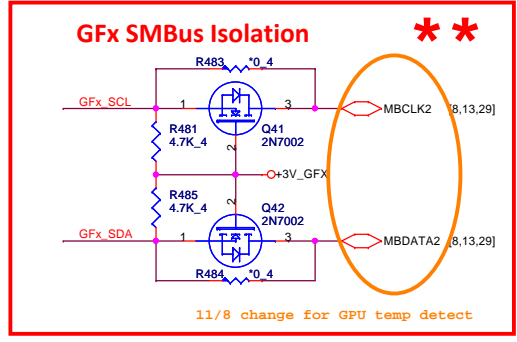 GFx SMBus Isolation
* *
R483 *0_4
GFx_SCL 1 3 MBCLK2 [8,13,29]
R481
4.7K_4
Q41
2N7002
2
+3V_GFX
R485
4.7K_4
2
Q42
2N7002
GFx_SDA 1 3 MBDATA2 [8,13,29]
R484 *0_4
11/8 change for GPU temp detect